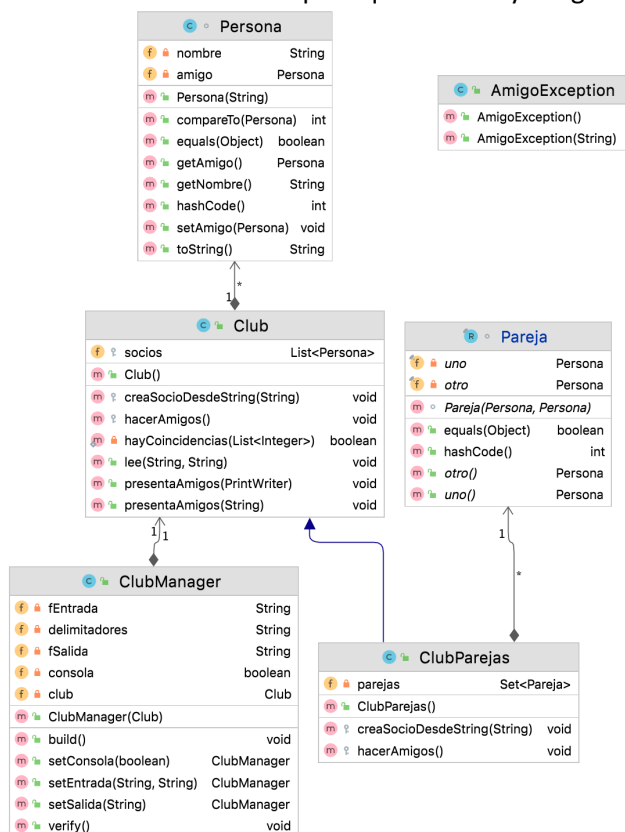 C Persona
f nombre String
f amigo Persona
m Persona(String)
m compareTo(Persona) int
m equals(Object) boolean
m getAmigo() Persona
m getNombre() String
m hashCode() int
m setAmigo(Persona) void
m toString() String
C AmigoException
m AmigoException()
m AmigoException(String)
*
1
C Club
f socios List<Persona>
m Club()
m creaSocioDesdeString(String) void
m hacerAmigos() void
m hayCoincidencias(List<Integer>) boolean
m lee(String, String) void
m presentaAmigos(PrintWriter) void
m presentaAmigos(String) void
R Pareja
f uno Persona
f otro Persona
m Pareja(Persona, Persona)
m equals(Object) boolean
m hashCode() int
m otro() Persona
m uno() Persona
1
1
1
*
C ClubManager
f fEntrada String
f delimitadores String
f fSalida String
f consola boolean
f club Club
m ClubManager(Club)
m build() void
m setConsola(boolean) ClubManager
m setEntrada(String, String) ClubManager
m setSalida(String) ClubManager
m verify() void
C ClubParejas
f parejas Set<Pareja>
m ClubParejas()
m creaSocioDesdeString(String) void
m hacerAmigos() void